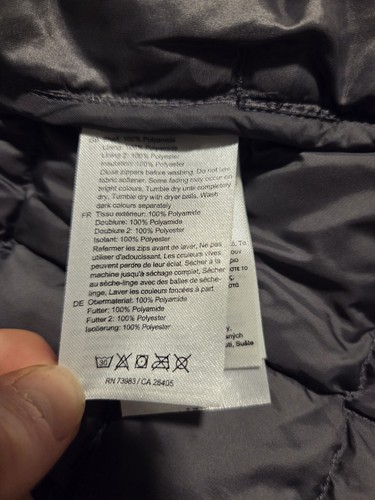 GB Shell: 100% Polyamide
Lining: 100% Polyamide
Lining 2: 100% Polyester
Insulation: 100% Polyester
Close zippers before washing. Do not use
fabric softener. Some fading may occur on
bright colours. Tumble dry until completely
dry. Tumble dry with dryer balls. Wash
dark colours separately
FR Tissu extérieur: 100% Polyamide
Doublure: 100% Polyamide
Doublure 2: 100% Polyester
Isolant: 100% Polyester
Refermer les zips avant de laver, Ne pas
utiliser d'adoucissant. Les couleurs vives
peuvent perdre de leur éclat. Sécher à la
machine jusqu'à séchage complet, Sécher
au sèche-linge avec des balles de sèche-
linge, Laver les couleurs foncées à part
DE Obermaterial: 100% Polyamide
Futter: 100% Polyamide
Futter 2: 100% Polyester
Isolierung: 100% Polyester
30
RN 73983 / CA 26405